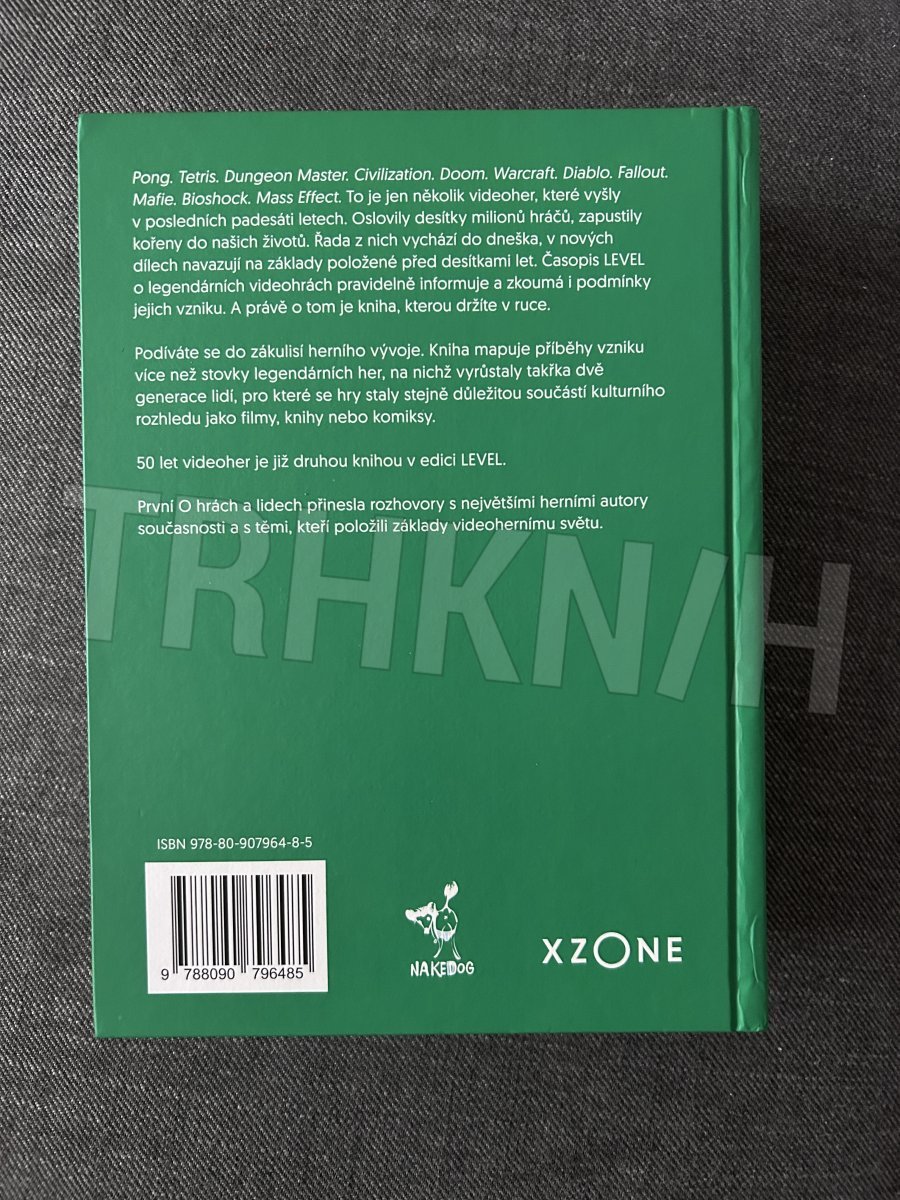 Pong. Tetris. Dungeon Master. Civilization. Doom. Warcraft. Diablo. Fallout.
Mafie. Bioshock. Mass Effect. To je jen několik videoher, které vyšly
v posledních padesáti letech. Oslovily desítky milionů hráčů, zapustily
kořeny do našich životů. Řada z nich vychází do dneška, v nových
dílech navazují na základy položené před desítkami let. Časopis LEVEL
o legendárních videohrách pravidelně informuje a zkoumá i podmínky
jejich vzniku. A právě o tom je kniha, kterou držíte v ruce.
Podíváte se do zákulisí herního vývoje. Kniha mapuje příběhy vzniku
více než stovky legendárních her, na nichž vyrůstaly takřka dvě
generace lidí, pro které se hry staly stejně důležitou součástí kulturního
rozhledu jako filmy, knihy nebo komiksy.
50 let videoher je již druhou knihou v edici LEVEL.
První O hrách a lidech přinesla rozhovory s největšími herními autory
současnosti a s těmi, kteří položili základy videohernímu světu.
TRHKNIH
ISBN 978-80-907964-8-5
9 788090 796485
NAKEDOG
XZONE